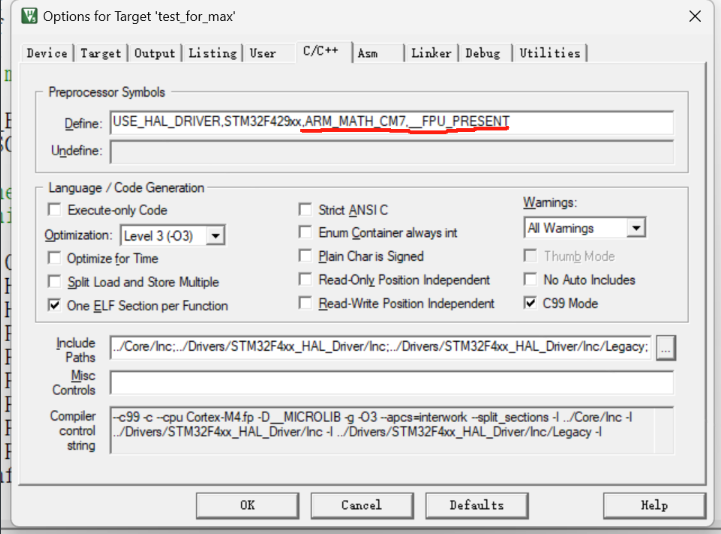 Options for Target 'test_for_max'
Device Target Output Listing User C/C++ Asm Linker Debug Utilities
Preprocessor Symbols
Define: USE_HAL_DRIVER,STM32F429xx,ARM_MATH_CM7,__FPU_PRESENT
Undefine:
Language / Code Generation
Execute-only Code
Strict ANSI C
Warnings:
Optimization: Level 3 (-O3)
Enum Container always int
All Warnings
Optimize for Time
Plain Char is Signed
Thumb Mode
Split Load and Store Multiple
Read-Only Position Independent
No Auto Includes
One ELF Section per Function
Read-Write Position Independent
C99 Mode
Include
Paths
../Core/Inc;../Drivers/STM32F4xx_HAL_Driver/Inc;../Drivers/STM32F4xx_HAL_Driver/Inc/Legacy;
...
Misc
Controls
Compiler
control
string
--c99 -c --cpu Cortex-M4.fp -D__MICROLIB -g -O3 --apcs=interwork --split_sections -I ../Core/Inc -I
../Drivers/STM32F4xx_HAL_Driver/Inc -I ../Drivers/STM32F4xx_HAL_Driver/Inc/Legacy -I
OK Cancel Defaults Help